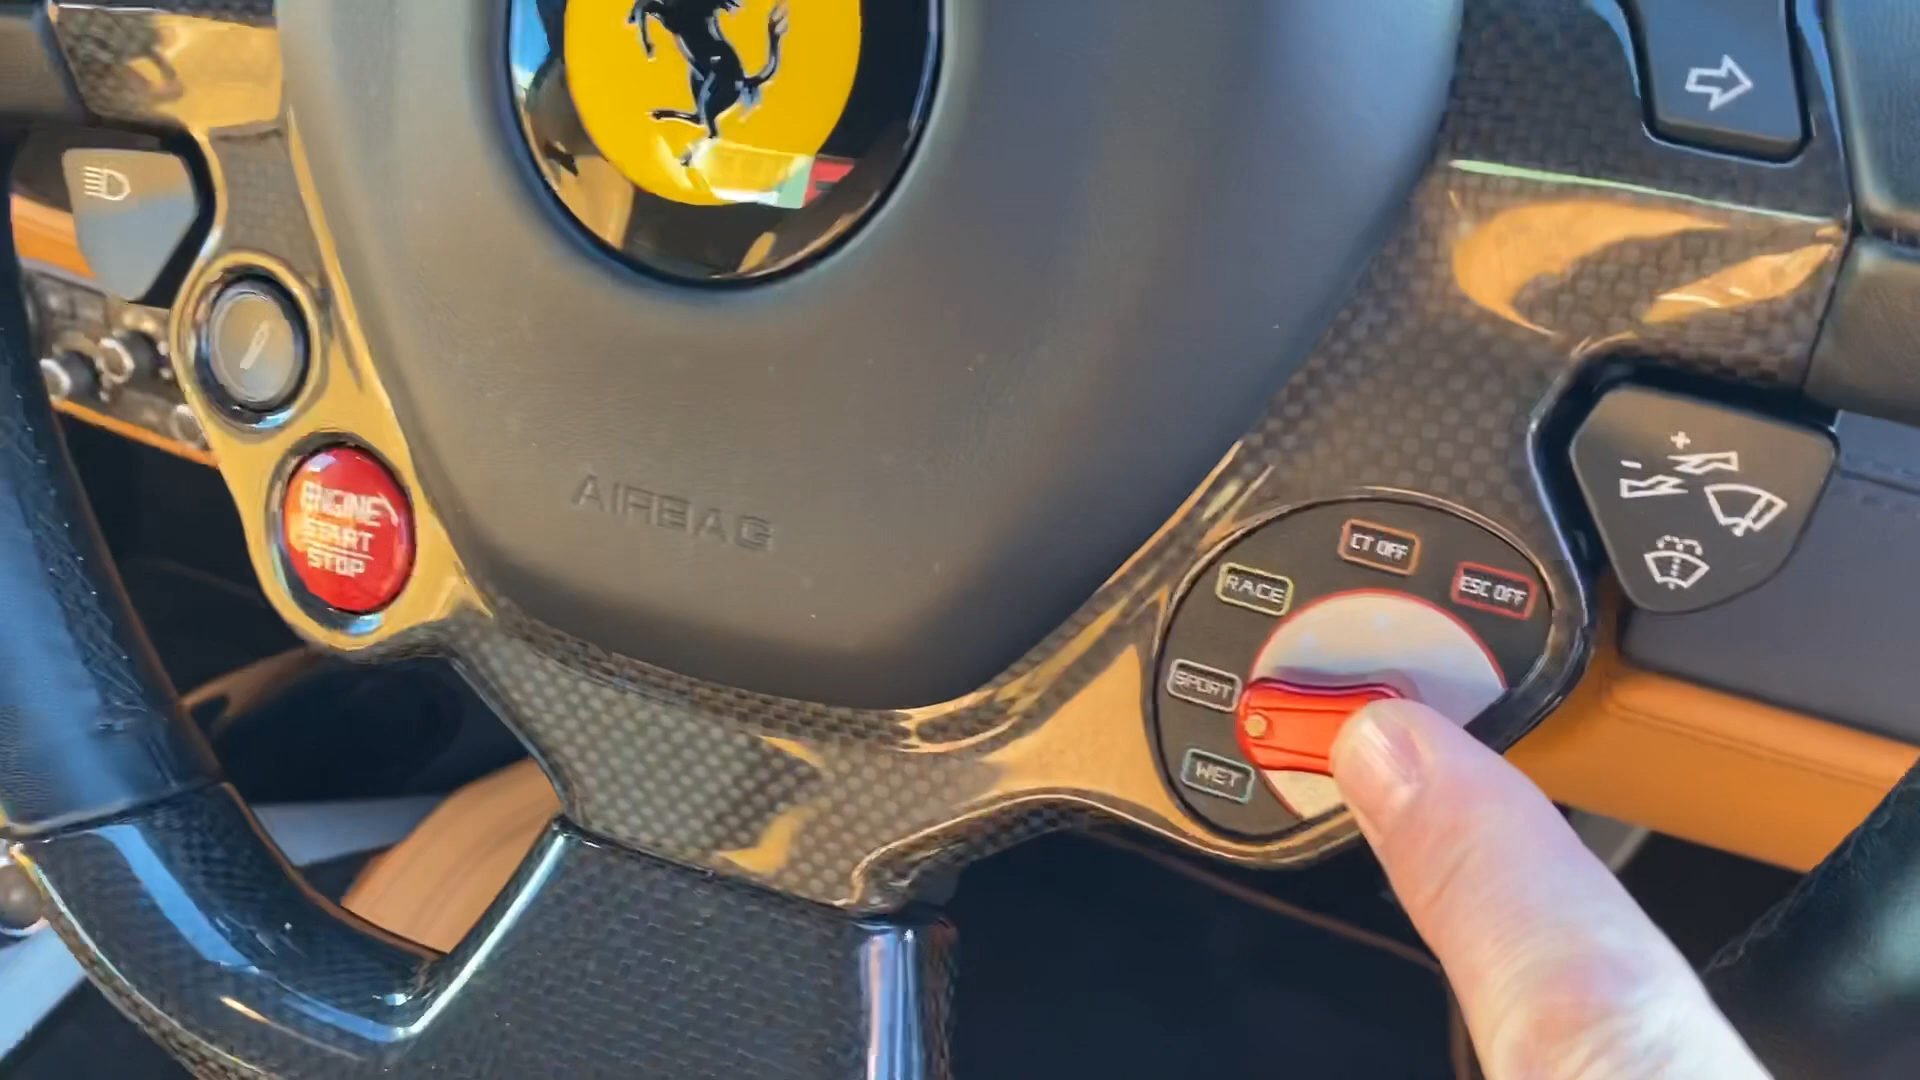 ENGINE
START
STOP
AIRBAG
CT OFF
RACE
ESC OFF
SPORT
WET